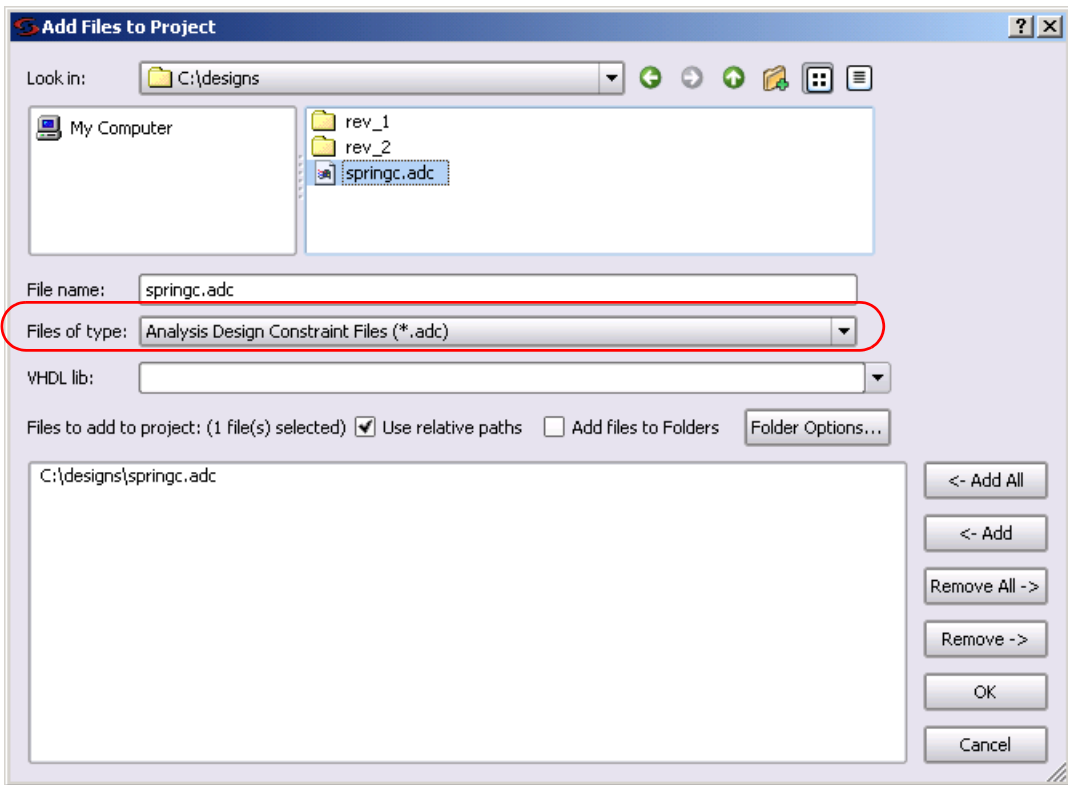 Add Files to Project
Look in: C:\designs
My Computer
rev_1
rev_2
springc.adc
File name: springc.adc
Files of type: Analysis Design Constraint Files (*.adc)
VHDL lib:
Files to add to project: (1 file(s) selected) Use relative paths Add files to Folders Folder Options...
C:\designs\springc.adc
<- Add All
<- Add
Remove All ->
Remove ->
OK
Cancel